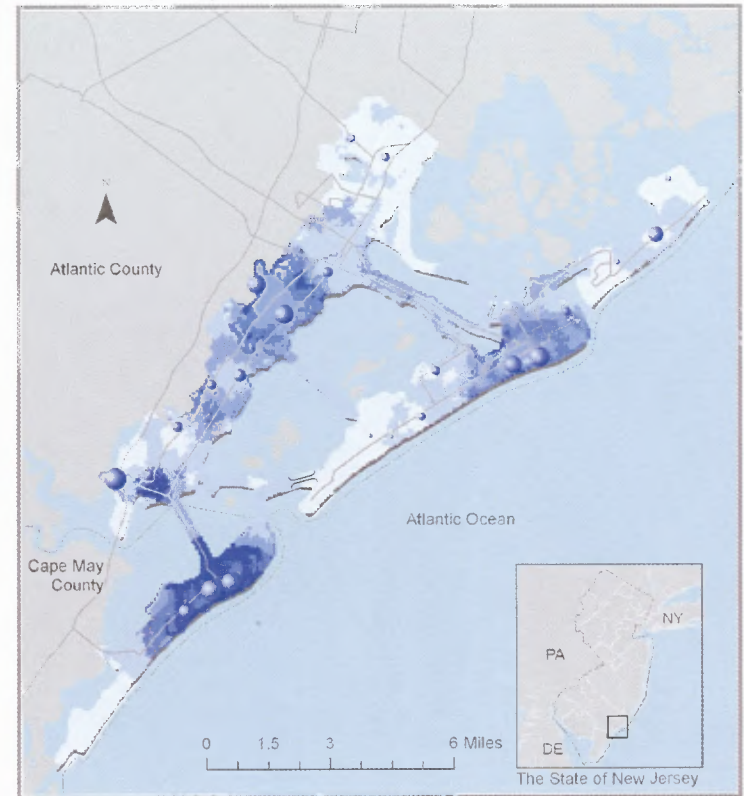 N
Atlantic County
Atlantic Ocean
Cape May
County
NY
PA
DE
0 1.5 3 6 Miles
The State of New Jersey